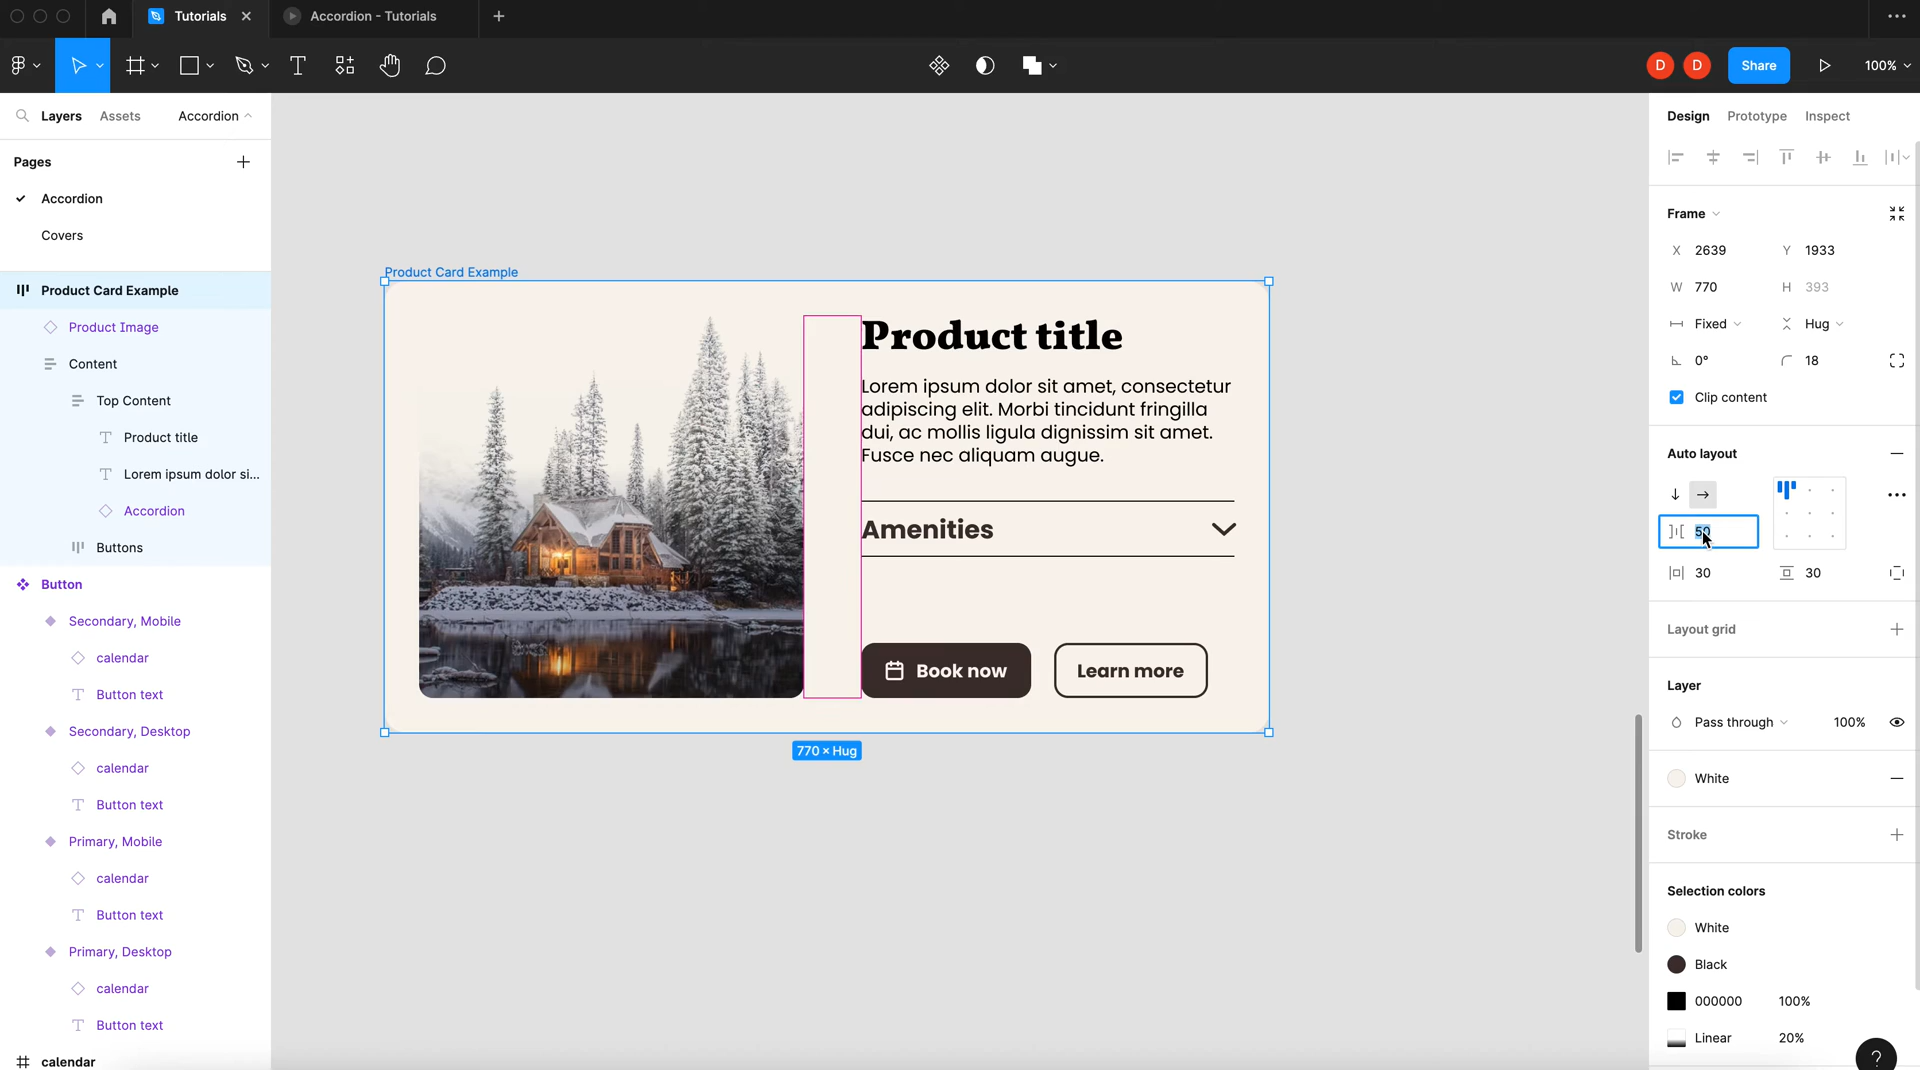 Tutorials
Accordion - Tutorials
D
D
Share
100%
Layers
Assets
Accordion
Pages
Accordion
Covers
Product Card Example
Product Image
Content
Top Content
Product title
Lorem ipsum dolor si...
Accordion
Buttons
Button
Secondary, Mobile
calendar
Button text
Secondary, Desktop
calendar
Button text
Primary, Mobile
calendar
Button text
Primary, Desktop
calendar
Button text
calendar
Product Card Example
Product title
Lorem ipsum dolor sit amet, consectetur
adipiscing elit. Morbi tincidunt fringilla
dui, ac mollis ligula dignissim sit amet.
Fusce nec aliquam augue.
Amenities
Book now
Learn more
770 × Hug
Design
Prototype
Inspect
Frame
X 2639
Y 1933
W 770
H 393
Fixed
Hug
0°
18
Clip content
Auto layout
50
30
30
Layout grid
Layer
Pass through
100%
White
Stroke
Selection colors
White
Black
000000 100%
Linear 20%
?